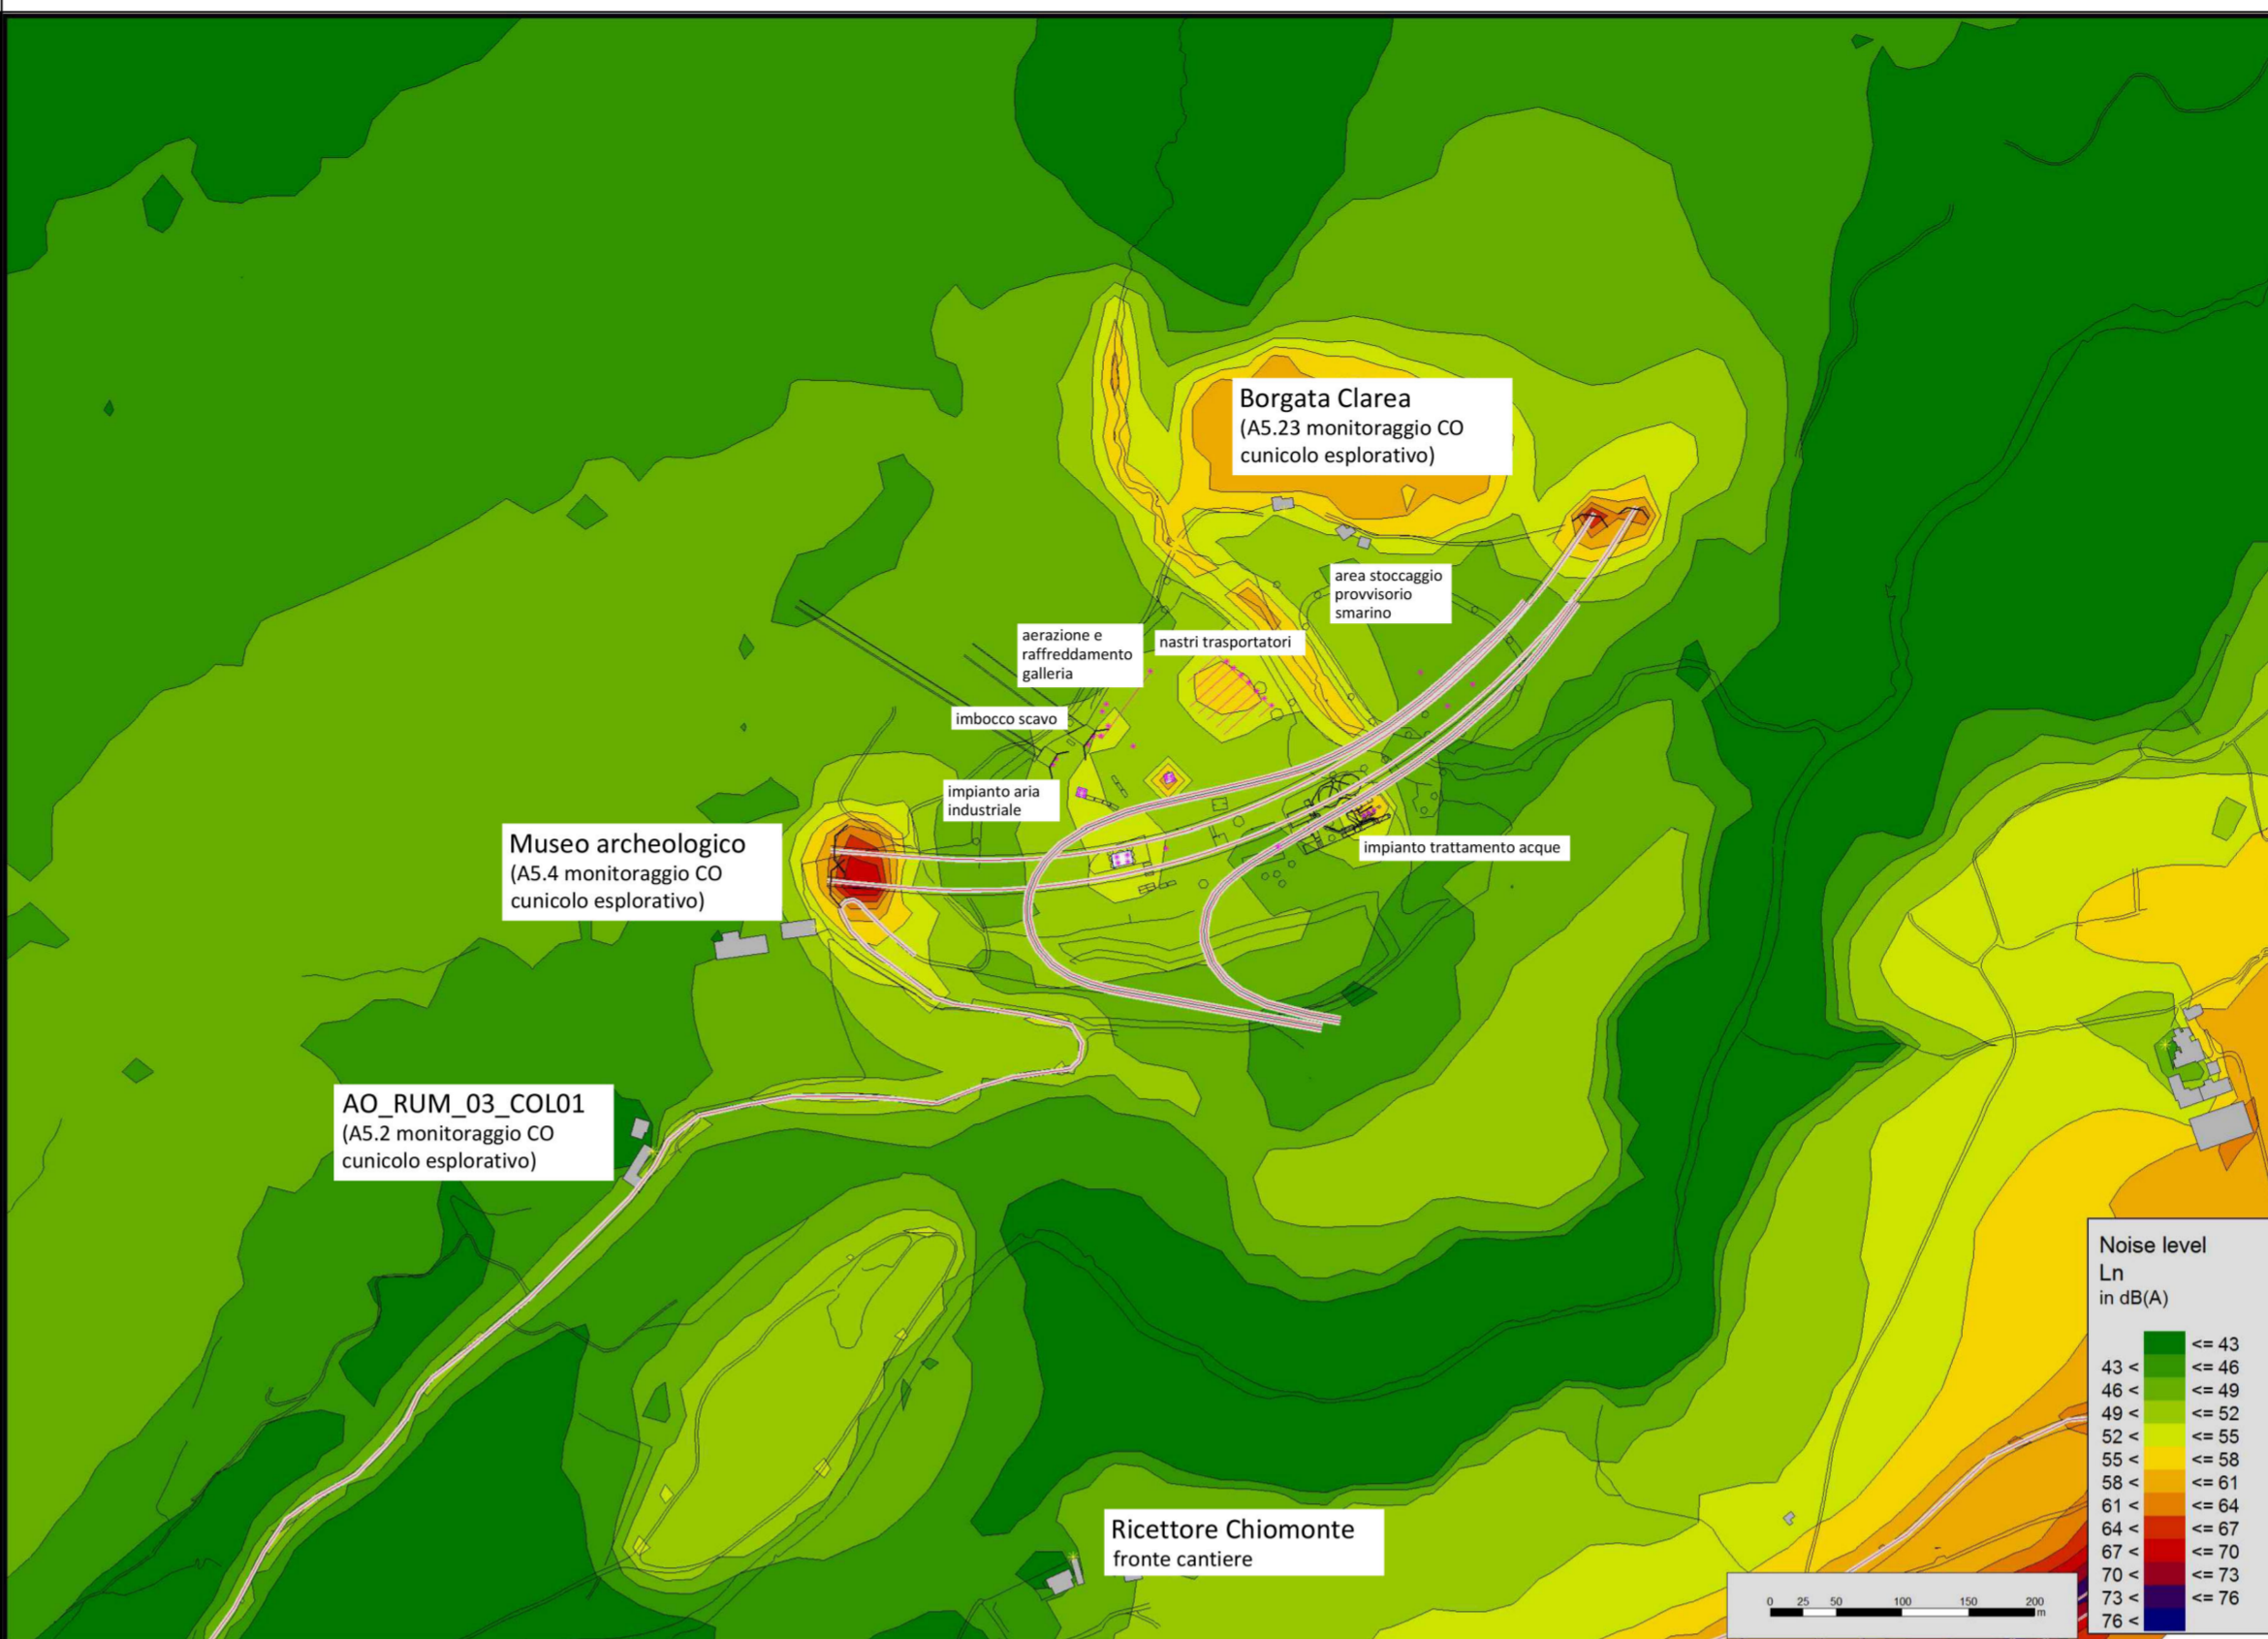 Borgata Clarea
(A5.23 monitoraggio CO
cunicolo esplorativo)
area stoccaggio
provvisorio
smarino
aerazione e
raffreddamento
galleria
nastri trasportatori
imbocco scavo
impianto aria
industriale
Museo archeologico
(A5.4 monitoraggio CO
cunicolo esplorativo)
impianto trattamento acque
AO_RUM_03_COL01
(A5.2 monitoraggio CO
cunicolo esplorativo)
Ricettore Chiomonte
fronte cantiere
Noise level
Ln
in dB(A)
<= 43
43 < <= 46
46 < <= 49
49 < <= 52
52 < <= 55
55 < <= 58
58 < <= 61
61 < <= 64
64 < <= 67
67 < <= 70
70 < <= 73
73 < <= 76
76 <
0 25 50 100 150 200
m